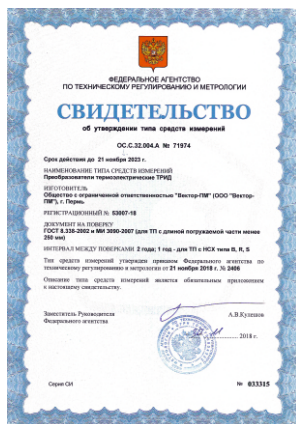 ФЕДЕРАЛЬНОЕ АГЕНТСТВО
ПО ТЕХНИЧЕСКОМУ РЕГУЛИРОВАНИЮ И МЕТРОЛОГИИ
СВИДЕТЕЛЬСТВО
об утверждении типа средств измерений
ОС.С.32.004.А № 71974
Срок действия до 21 ноября 2023 г.
НАИМЕНОВАНИЕ ТИПА СРЕДСТВ ИЗМЕРЕНИЙ
Преобразователи термоэлектрические ТРИД
ИЗГОТОВИТЕЛЬ
Общество с ограниченной ответственностью "Вектор-ПМ" (ООО "Вектор-
ПМ"), г. Пермь
РЕГИСТРАЦИОННЫЙ № 53007-18
ДОКУМЕНТ НА ПОВЕРКУ
ГОСТ 8.338-2002 и МИ 3090-2007 (для ТП с длиной погружаемой части менее
250 мм)
ИНТЕРВАЛ МЕЖДУ ПОВЕРКАМИ 2 года; 1 год - для ТП с НСХ типа B, R, S
Тип средств измерений утвержден приказом Федерального агентства по
техническому регулированию и метрологии от 21 ноября 2018 г. № 2406
Описание типа средств измерений является обязательным приложением
к настоящему свидетельству.
Заместитель Руководителя
Федерального агентства
А.В.Кулешов
2018 г.
Серия СИ
№ 033315